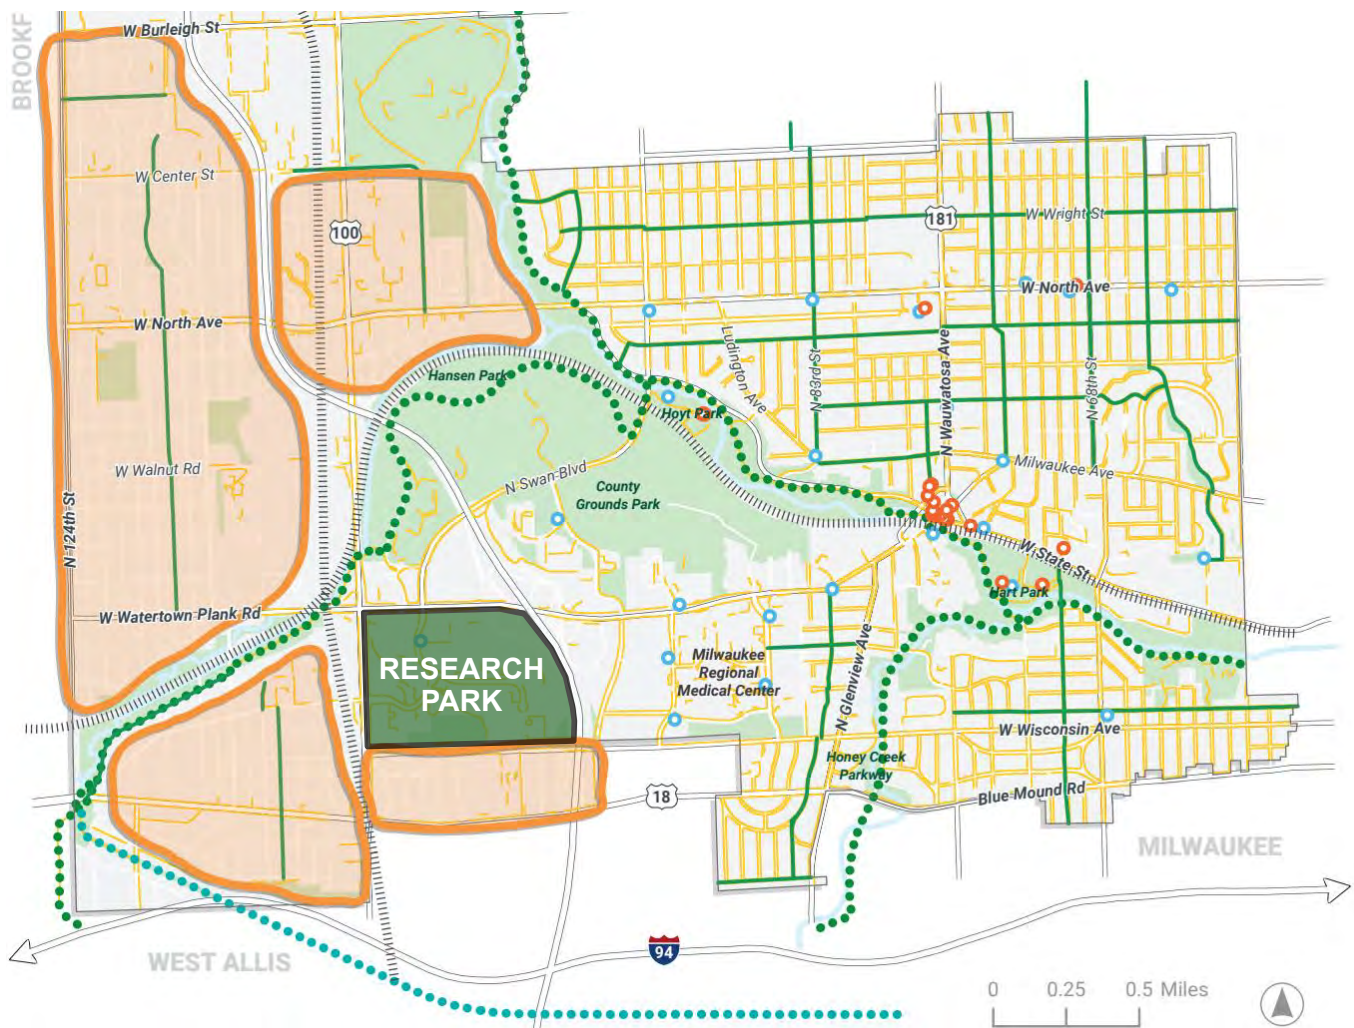 BROOKF
W Burleigh St
W Center St
100
181
W Wright St
W North Ave
W North Ave
Ludington Ave
N 83rd St
N Wauwatosa Ave
N 68th St
Hansen Park
Hoyt Park
W Walnut Rd
N Swan Blvd
County
Grounds Park
Milwaukee Ave
N 124th St
W State St
Hart Park
W Watertown Plank Rd
RESEARCH
PARK
Milwaukee
Regional
Medical Center
N Glenview Ave
W Wisconsin Ave
Honey Creek
Parkway
18
Blue Mound Rd
MILWAUKEE
WEST ALLIS
94
0 0.25 0.5 Miles